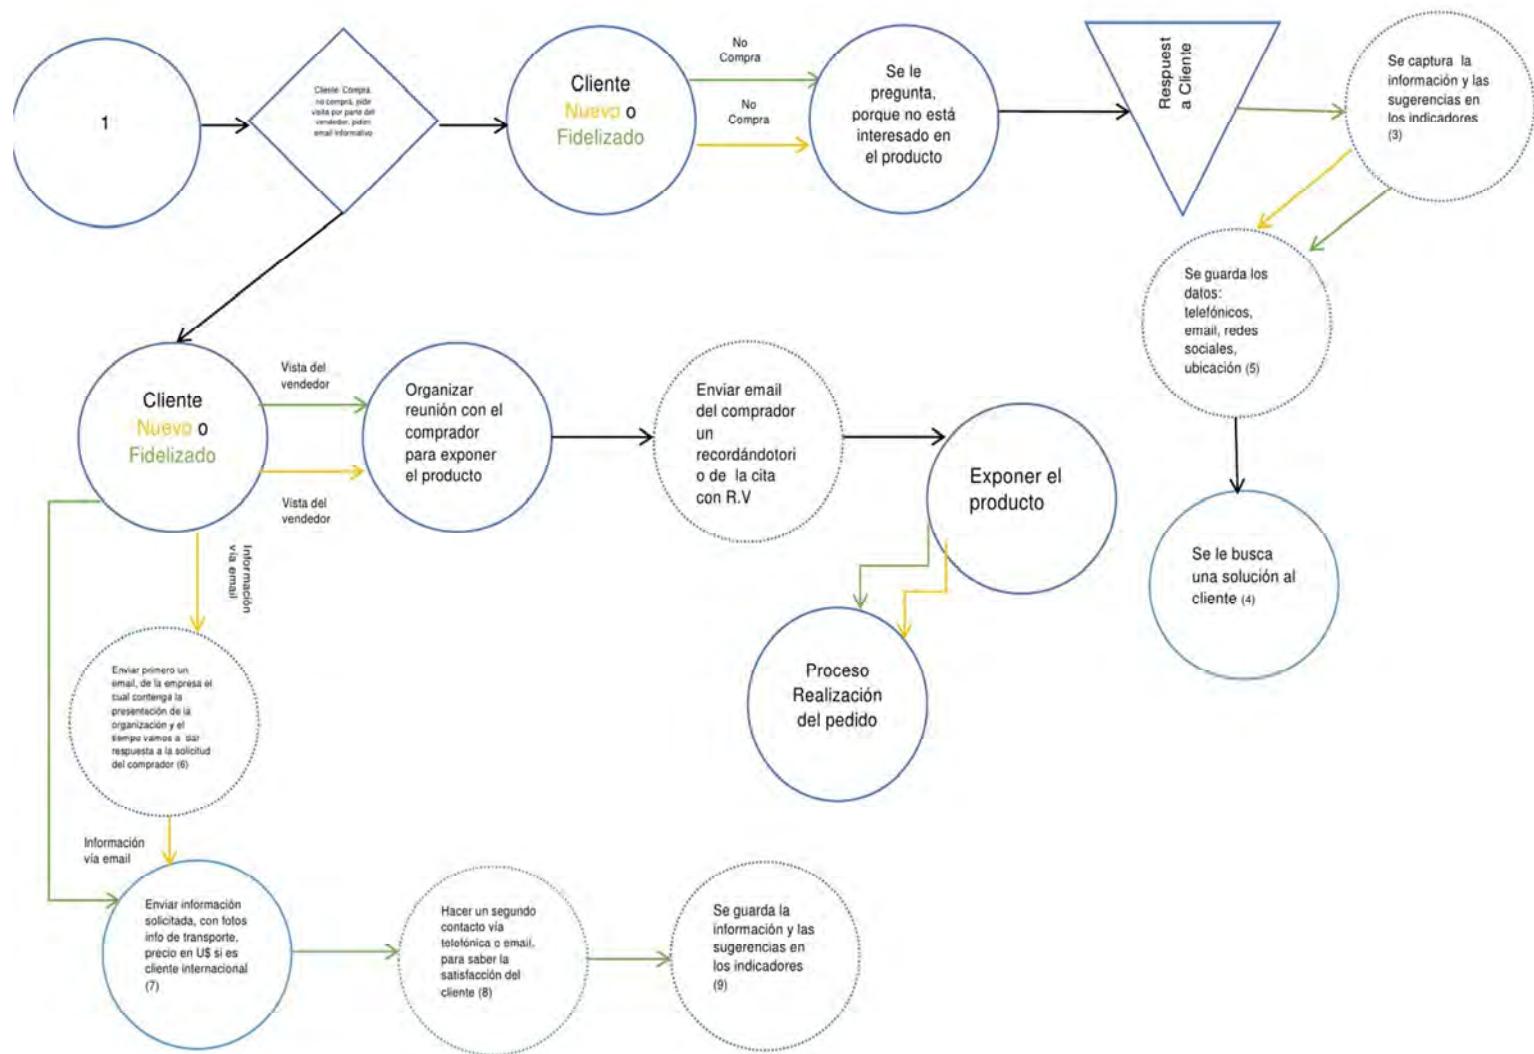 1
Cliente: Compra,
no compra, pide
visita por parte del
vendedor, piden
email informativo
Cliente
Nuevo o
Fidelizado
No
Compra
No
Compra
Se le
pregunta,
porque no está
interesado en
el producto
Respuest
a Cliente
Se captura la
información y las
sugerencias en
los indicadores
(3)
Se guarda los
datos:
telefónicos,
email, redes
sociales,
ubicación (5)
Se le busca
una solución al
cliente (4)
Cliente
Nuevo o
Fidelizado
Vista del
vendedor
Vista del
vendedor
Organizar
reunión con el
comprador
para exponer
el producto
Enviar email
del comprador
un
recordándotori
o de la cita
con R.V
Exponer el
producto
Proceso
Realización
del pedido
Información
vía email
Enviar primero un
email, de la empresa el
cual contenga la
presentación de la
organización y el
tiempo vamos a dar
respuesta a la solicitud
del comprador (6)
Información
vía email
Enviar información
solicitada, con fotos
info de transporte,
precio en U$ si es
cliente internacional
(7)
Hacer un segundo
contacto vía
telefónica o email,
para saber la
satisfacción del
cliente (8)
Se guarda la
información y las
sugerencias en
los indicadores
(9)